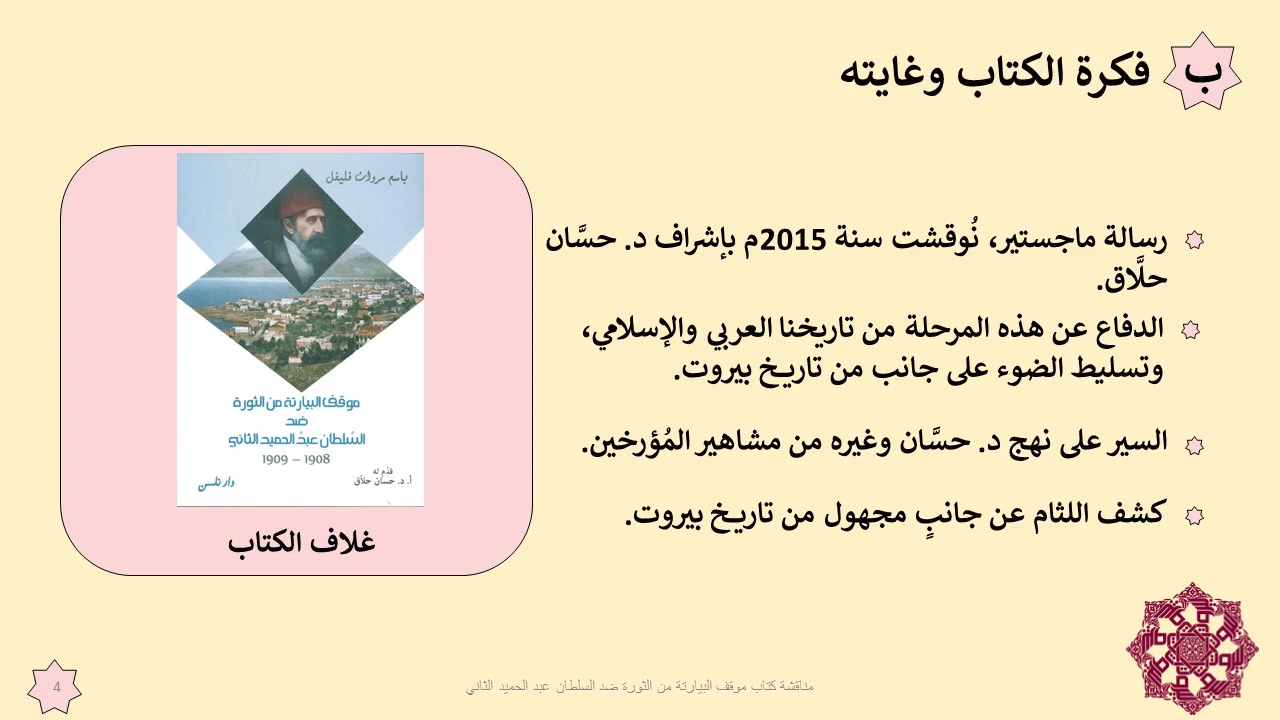 ب
فكرة الكتاب وغايته
رسالة ماجستير، نُوقشت سنة 2015م بإشراف د. حسَّان
حلَّاق.
الدفاع عن هذه المرحلة من تاريخنا العربي والإسلامي،
وتسليط الضوء على جانب من تاريخ بيروت.
السير على نهج د. حسَّان وغيره من مشاهير المُؤرخين.
كشف اللثام عن جانبٍ مجهول من تاريخ بيروت.
باسم مروان فليفل
موقف البيارتة من الثورة
ضد
السُلطان عبدُ الحميد الثاني
1908 – 1909
قدّم له
أ. د. حسان حلاق
دار نلسن
غلاف الكتاب
مناقشة كتاب موقف البيارتة من الثورة ضد السلطان عبد الحميد الثاني
4